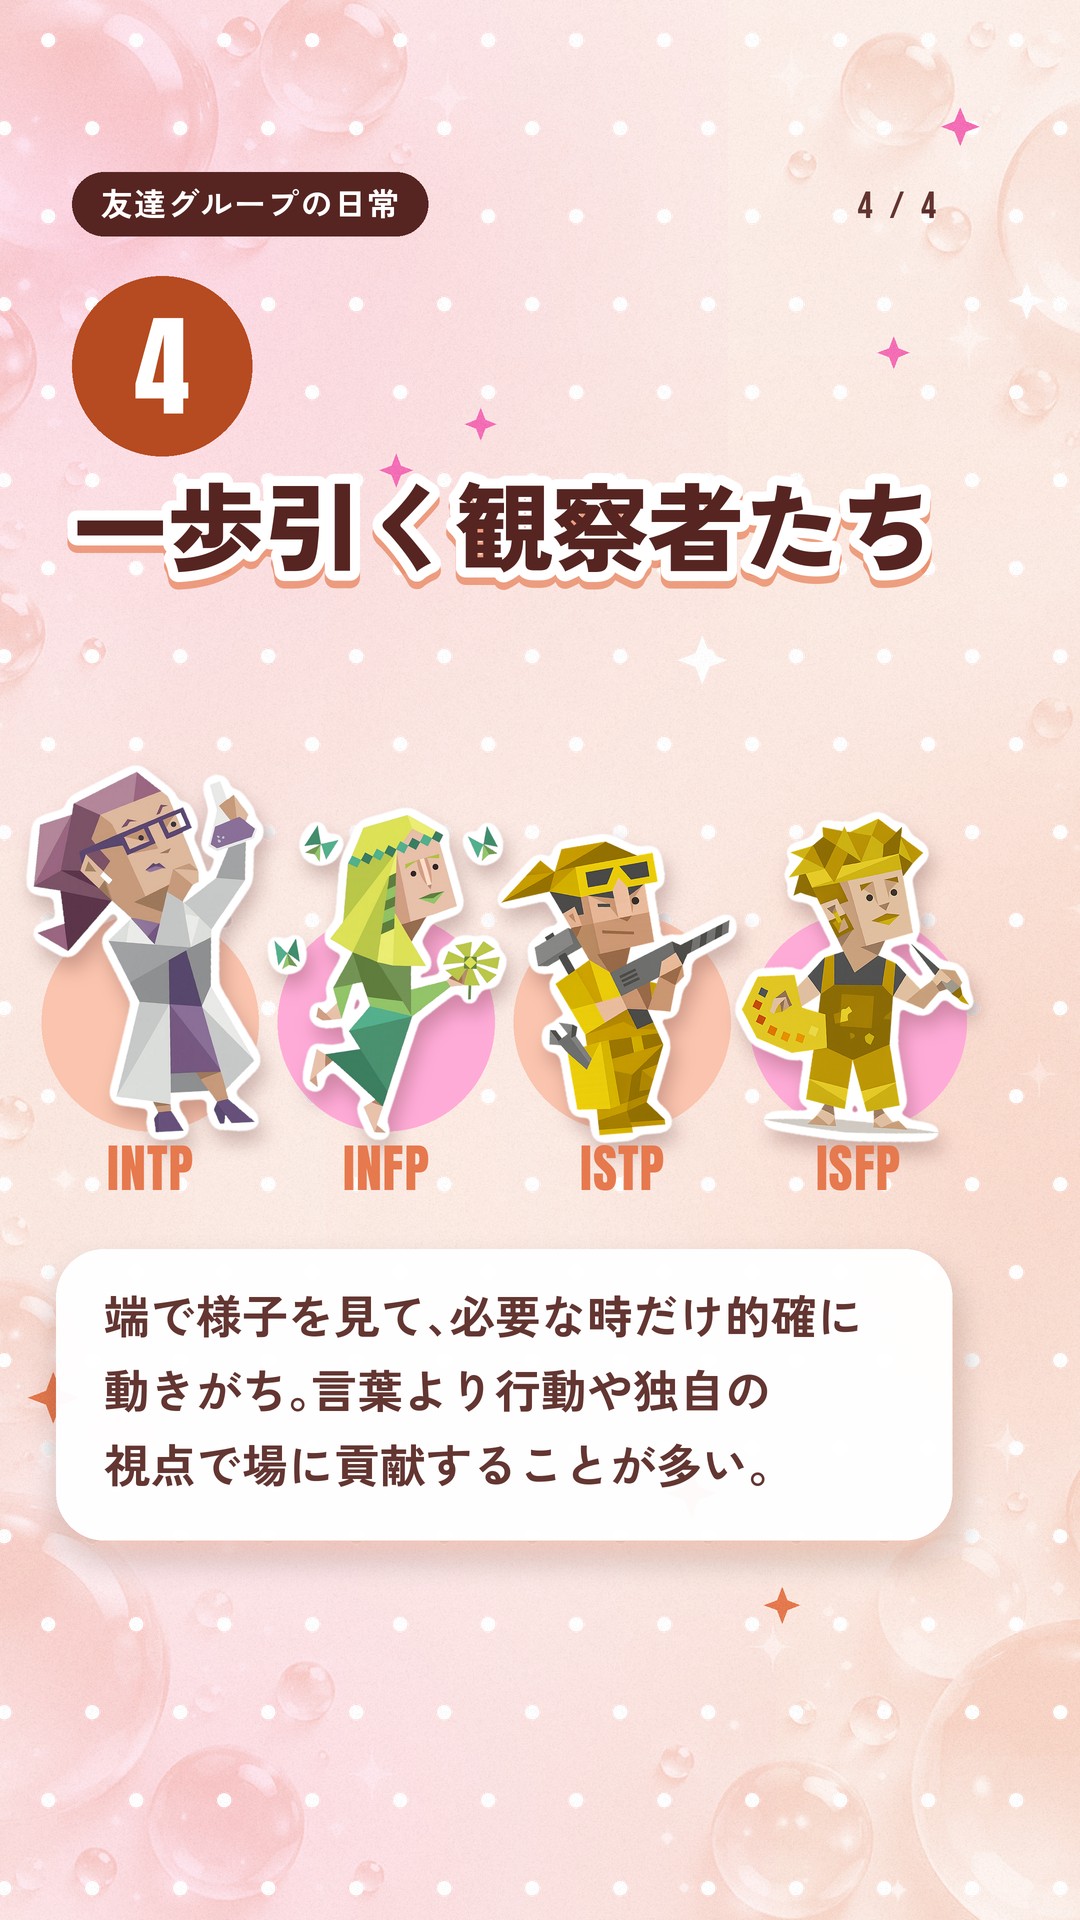 友達グループの日常
4 / 4
4
一歩引く観察者たち
INTP
INFP
ISTP
ISFP
端で様子を見て、必要な時だけ的確に
動きがち。言葉より行動や独自の
視点で場に貢献することが多い。